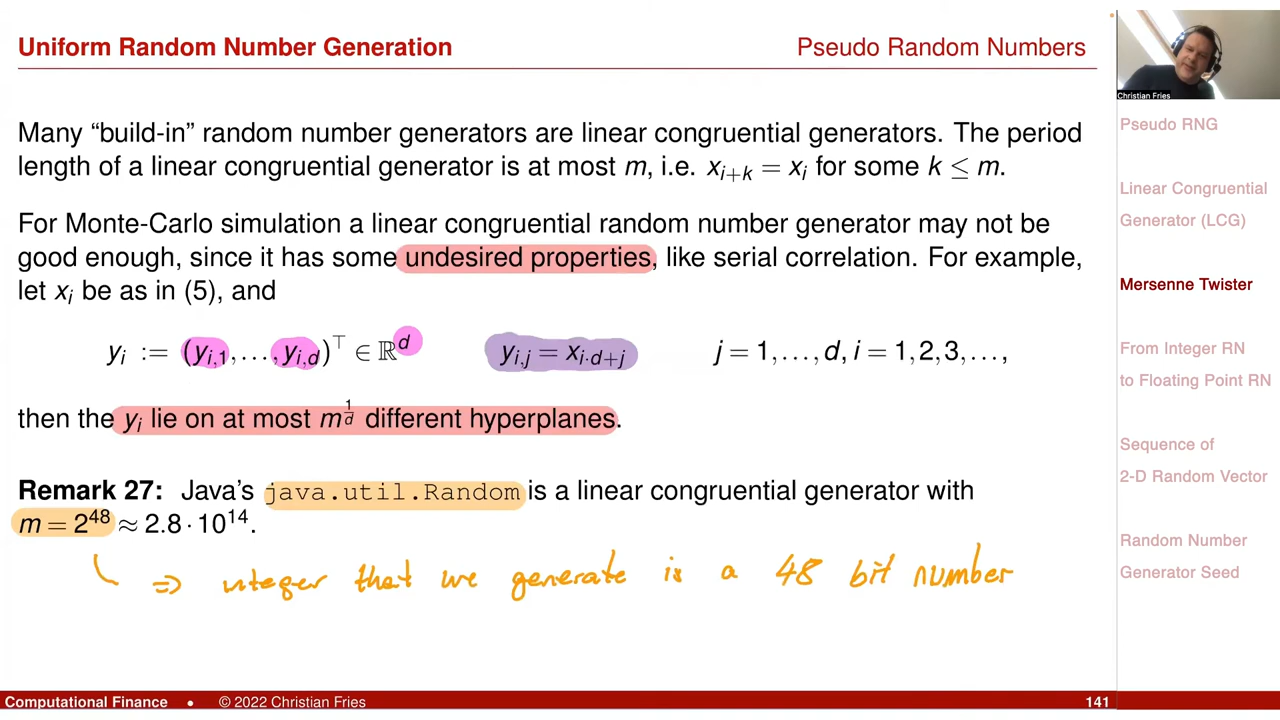 Uniform Random Number Generation
Pseudo Random Numbers
Christian Fries
Many “build-in” random number generators are linear congruential generators. The period
length of a linear congruential generator is at most m, i.e. xᵢ₊ₖ = xᵢ for some k ≤ m.
For Monte-Carlo simulation a linear congruential random number generator may not be
good enough, since it has some undesired properties, like serial correlation. For example,
let xᵢ be as in (5), and
yᵢ := (y_{i,1}, ..., y_{i,d})^⊤ ∈ ℝ^d    y_{i,j} = x_{i·d+j}    j = 1, ..., d, i = 1, 2, 3, ...,
then the yᵢ lie on at most m^{1/d} different hyperplanes.
Remark 27: Java’s java.util.Random is a linear congruential generator with
m = 2^48 ≈ 2.8 · 10^14.
⇒ integer that we generate is a 48 bit number
Pseudo RNG
Linear Congruential
Generator (LCG)
Mersenne Twister
From Integer RN
to Floating Point RN
Sequence of
2-D Random Vector
Random Number
Generator Seed
Computational Finance • © 2022 Christian Fries 141